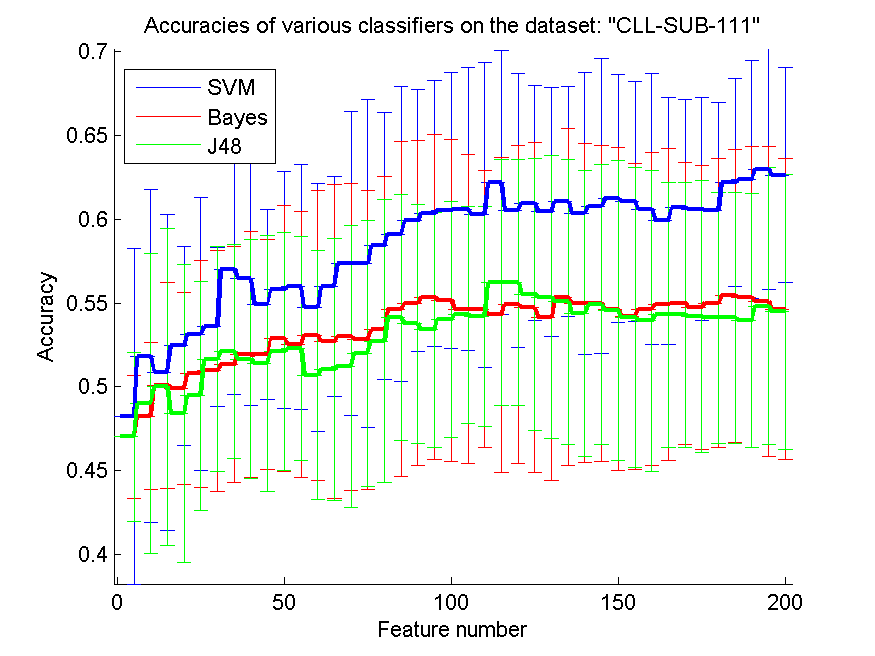 Accuracies of various classifiers on the dataset: "CLL-SUB-111"
0.7
SVM
Bayes
J48
0.65
0.6
0.55
0.5
0.45
0.4
Accuracy
0 50 100 150 200
Feature number